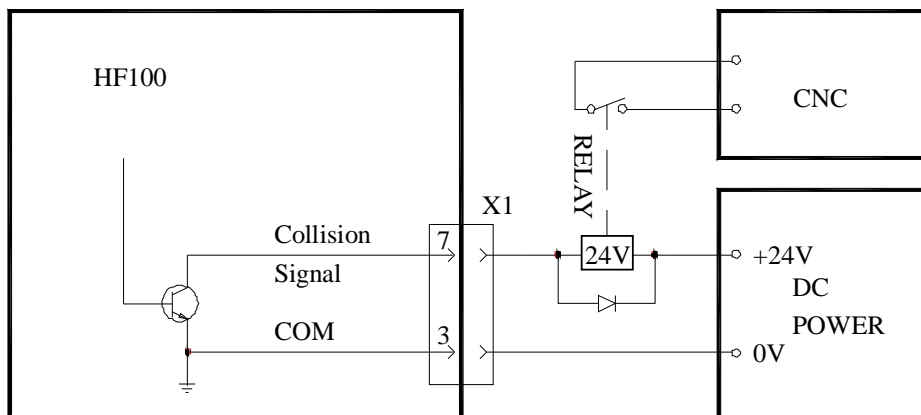 HF100
CNC
RELAY
X1
Collision
Signal
7
24V
+24V
DC
POWER
COM
3
0V